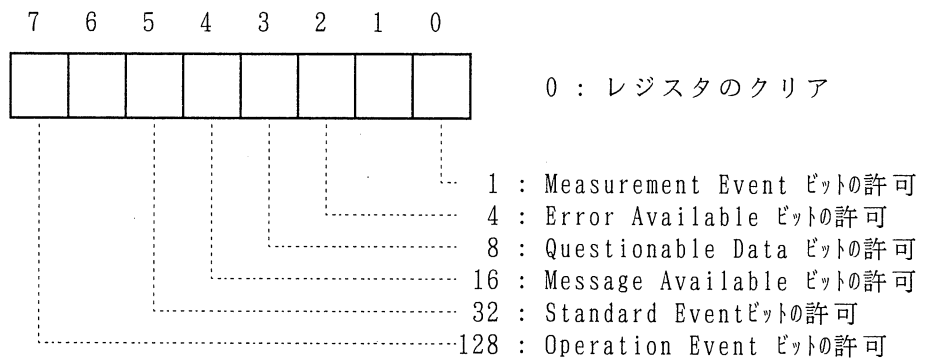 7 6 5 4 3 2 1 0
0 : レジスタのクリア
1 : Measurement Event ビットの許可
4 : Error Available ビットの許可
8 : Questionable Data ビットの許可
16 : Message Available ビットの許可
32 : Standard Eventビットの許可
128 : Operation Event ビットの許可